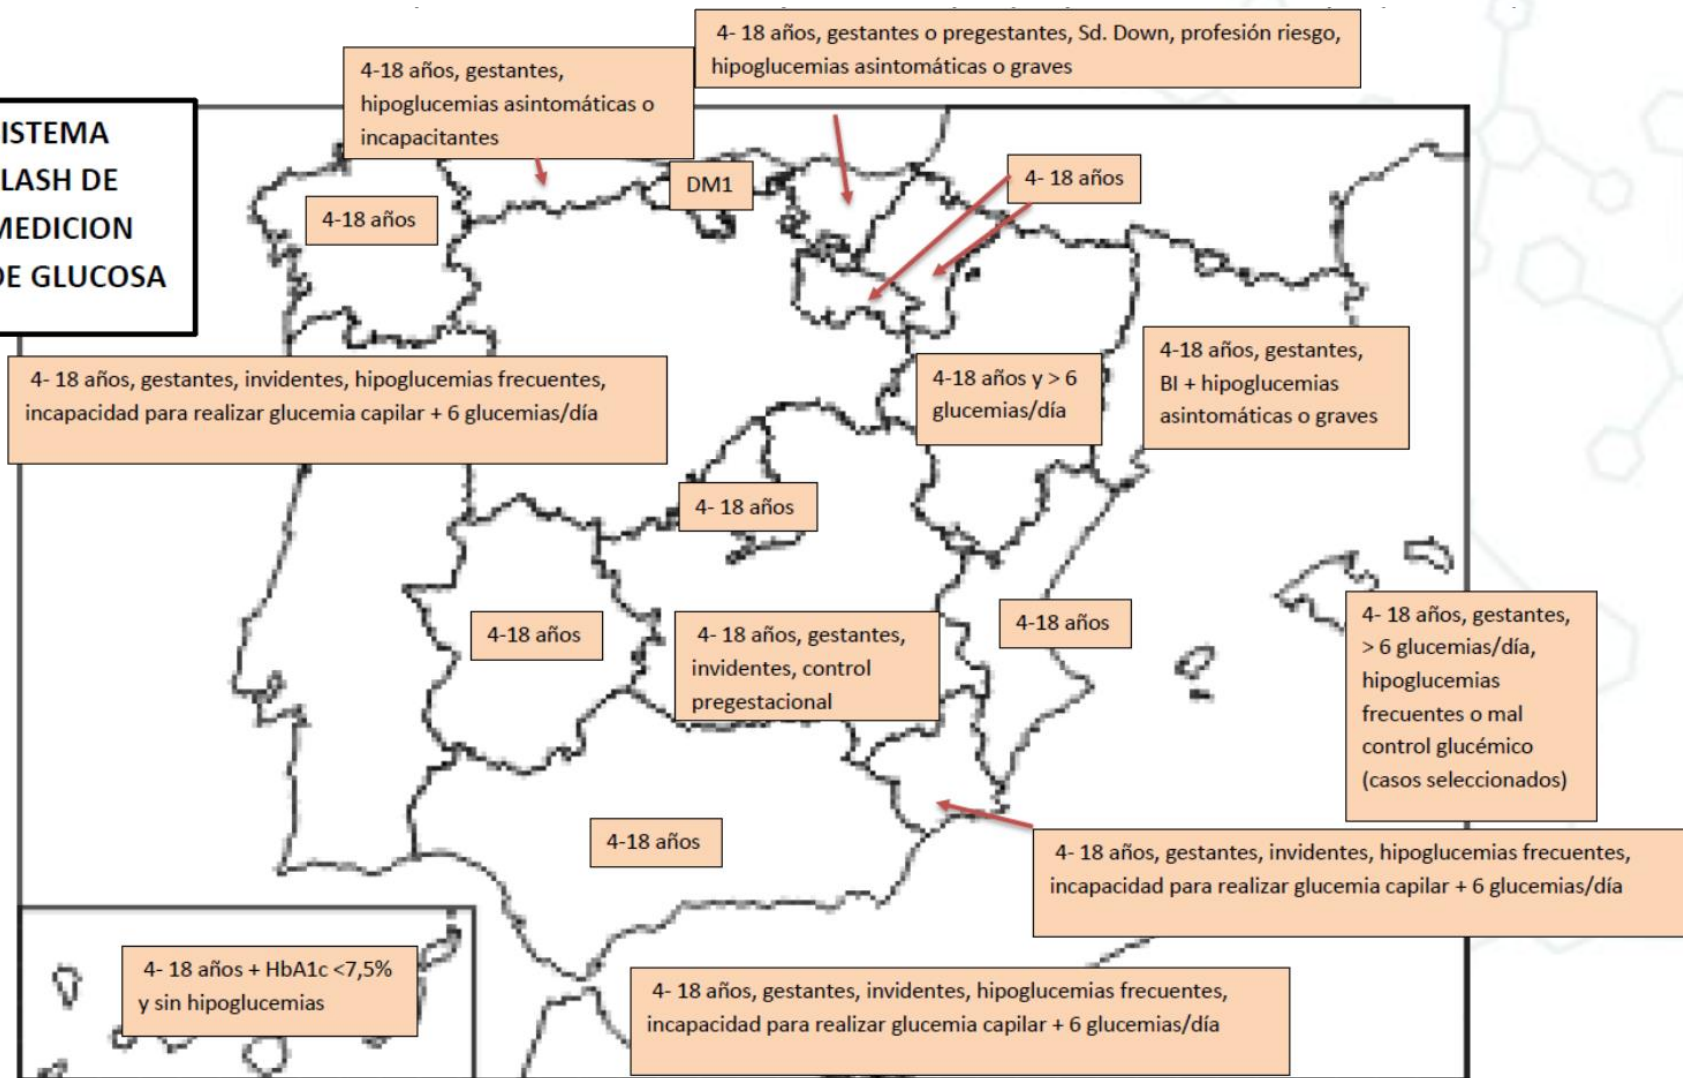 4- 18 años, gestantes o pregestantes, Sd. Down, profesión riesgo,
hipoglucemias asintomáticas o graves
4-18 años, gestantes,
hipoglucemias asintomáticas o
incapacitantes
ISTEMA
LASH DE
MEDICION
DE GLUCOSA
DM1
4- 18 años
4-18 años
4- 18 años, gestantes, invidentes, hipoglucemias frecuentes,
incapacidad para realizar glucemia capilar + 6 glucemias/día
4-18 años y > 6
glucemias/día
4-18 años, gestantes,
BI + hipoglucemias
asintomáticas o graves
4- 18 años
4-18 años
4- 18 años, gestantes,
invidentes, control
pregestacional
4-18 años
4- 18 años, gestantes,
> 6 glucemias/día,
hipoglucemias
frecuentes o mal
control glucémico
(casos seleccionados)
4-18 años
4- 18 años, gestantes, invidentes, hipoglucemias frecuentes,
incapacidad para realizar glucemia capilar + 6 glucemias/día
4- 18 años + HbA1c <7,5%
y sin hipoglucemias
4- 18 años, gestantes, invidentes, hipoglucemias frecuentes,
incapacidad para realizar glucemia capilar + 6 glucemias/día